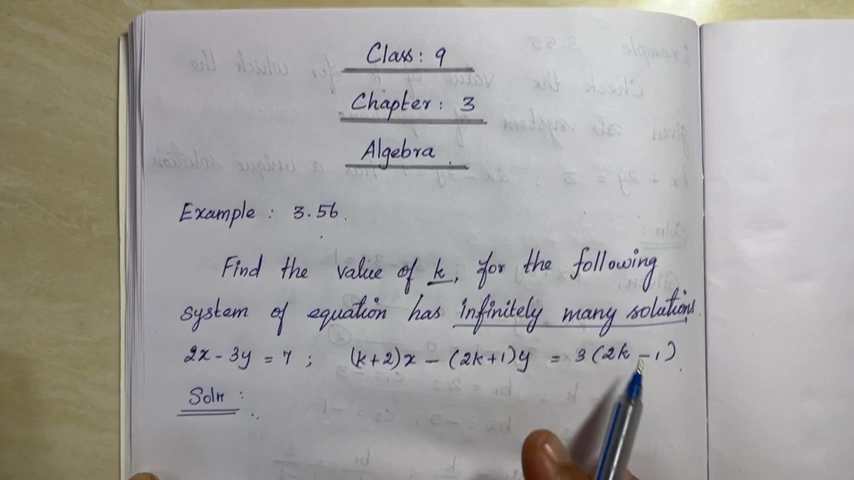 Class: 9
Chapter: 3
Algebra.
Example: 3.56.
Find the value of k, for the following
system of equation has infinitely many solutions.
2x - 3y = 7; (k+2)x - (2k+1)y = 3(2k-1).
Soln: